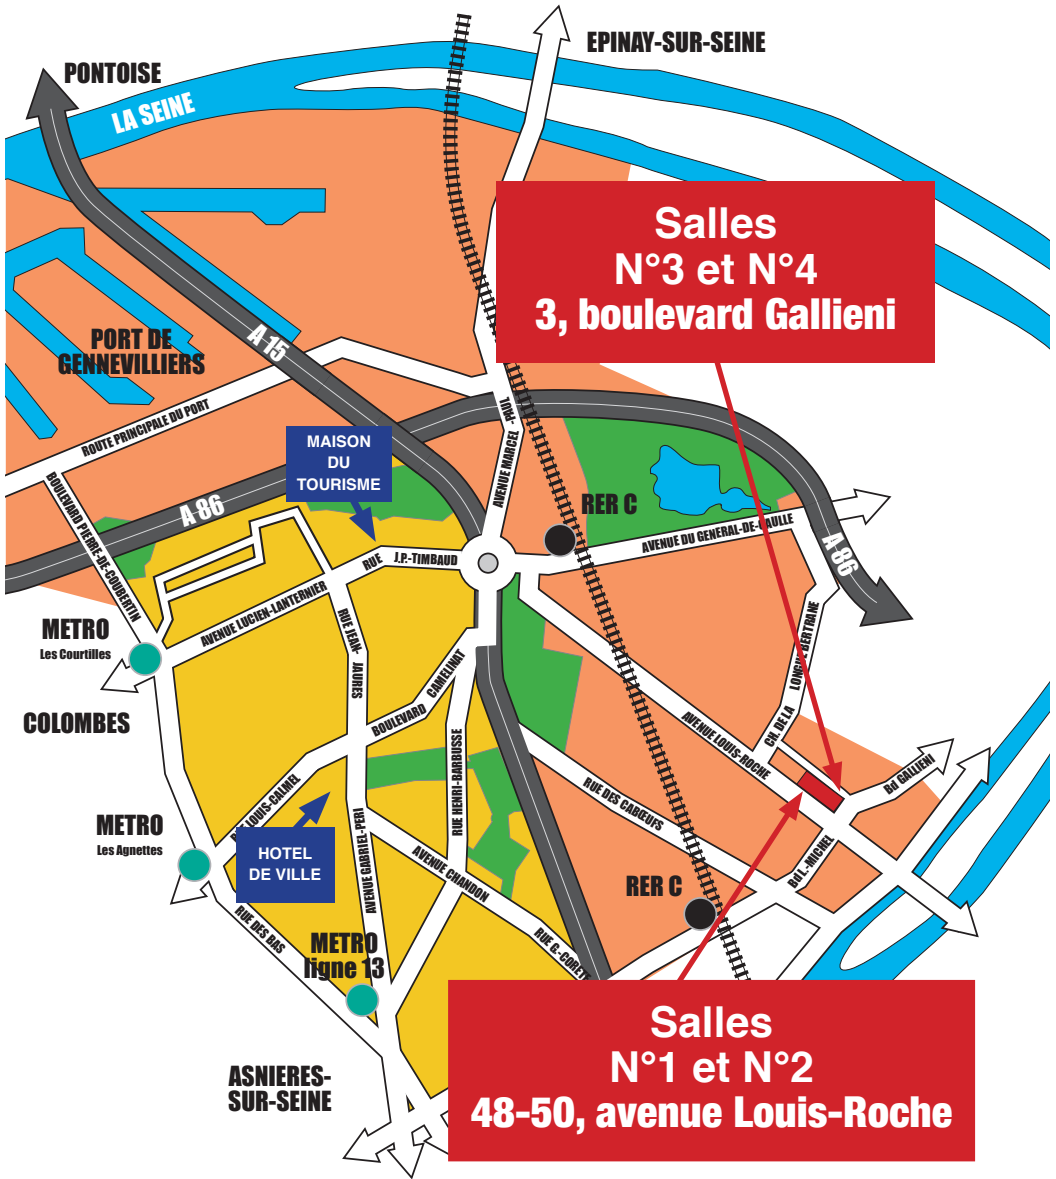 EPINAY-SUR-SEINE
PONTOISE
LA SEINE
Salles
N°3 et N°4
3, boulevard Gallieni
PORT DE
GENNEVILLIERS
A 15
ROUTE PRINCIPALE DU PORT
AVENUE MARCEL-PAUL
MAISON
DU
TOURISME
BOULEVARD PIERRE-DE-COUBERTIN
A 86
RER C
AVENUE DU GENERAL-DE-GAULLE
A 86
RUE J.P.-TIMBAUD
AVENUE LUCIEN-LANTERNIER
RUE JEAN-JAURES
METRO
Les Courtilles
COLOMBES
BOULEVARD CAMELINAT
CH. DE LA LONGUE BERTRANE
AVENUE LOUIS-ROCHE
RUE HENRI-BARBUSSE
RUE DES CABŒUFS
Bd GALLIENI
LOUIS-CALMEL
METRO
Les Agnettes
HOTEL
DE VILLE
AVENUE GABRIEL-PERI
AVENUE CHANDON
Bd L.-MICHEL
RER C
RUE DES BAS
METRO
ligne 13
RUE G.-CORETE
ASNIERES-
SUR-SEINE
Salles
N°1 et N°2
48-50, avenue Louis-Roche